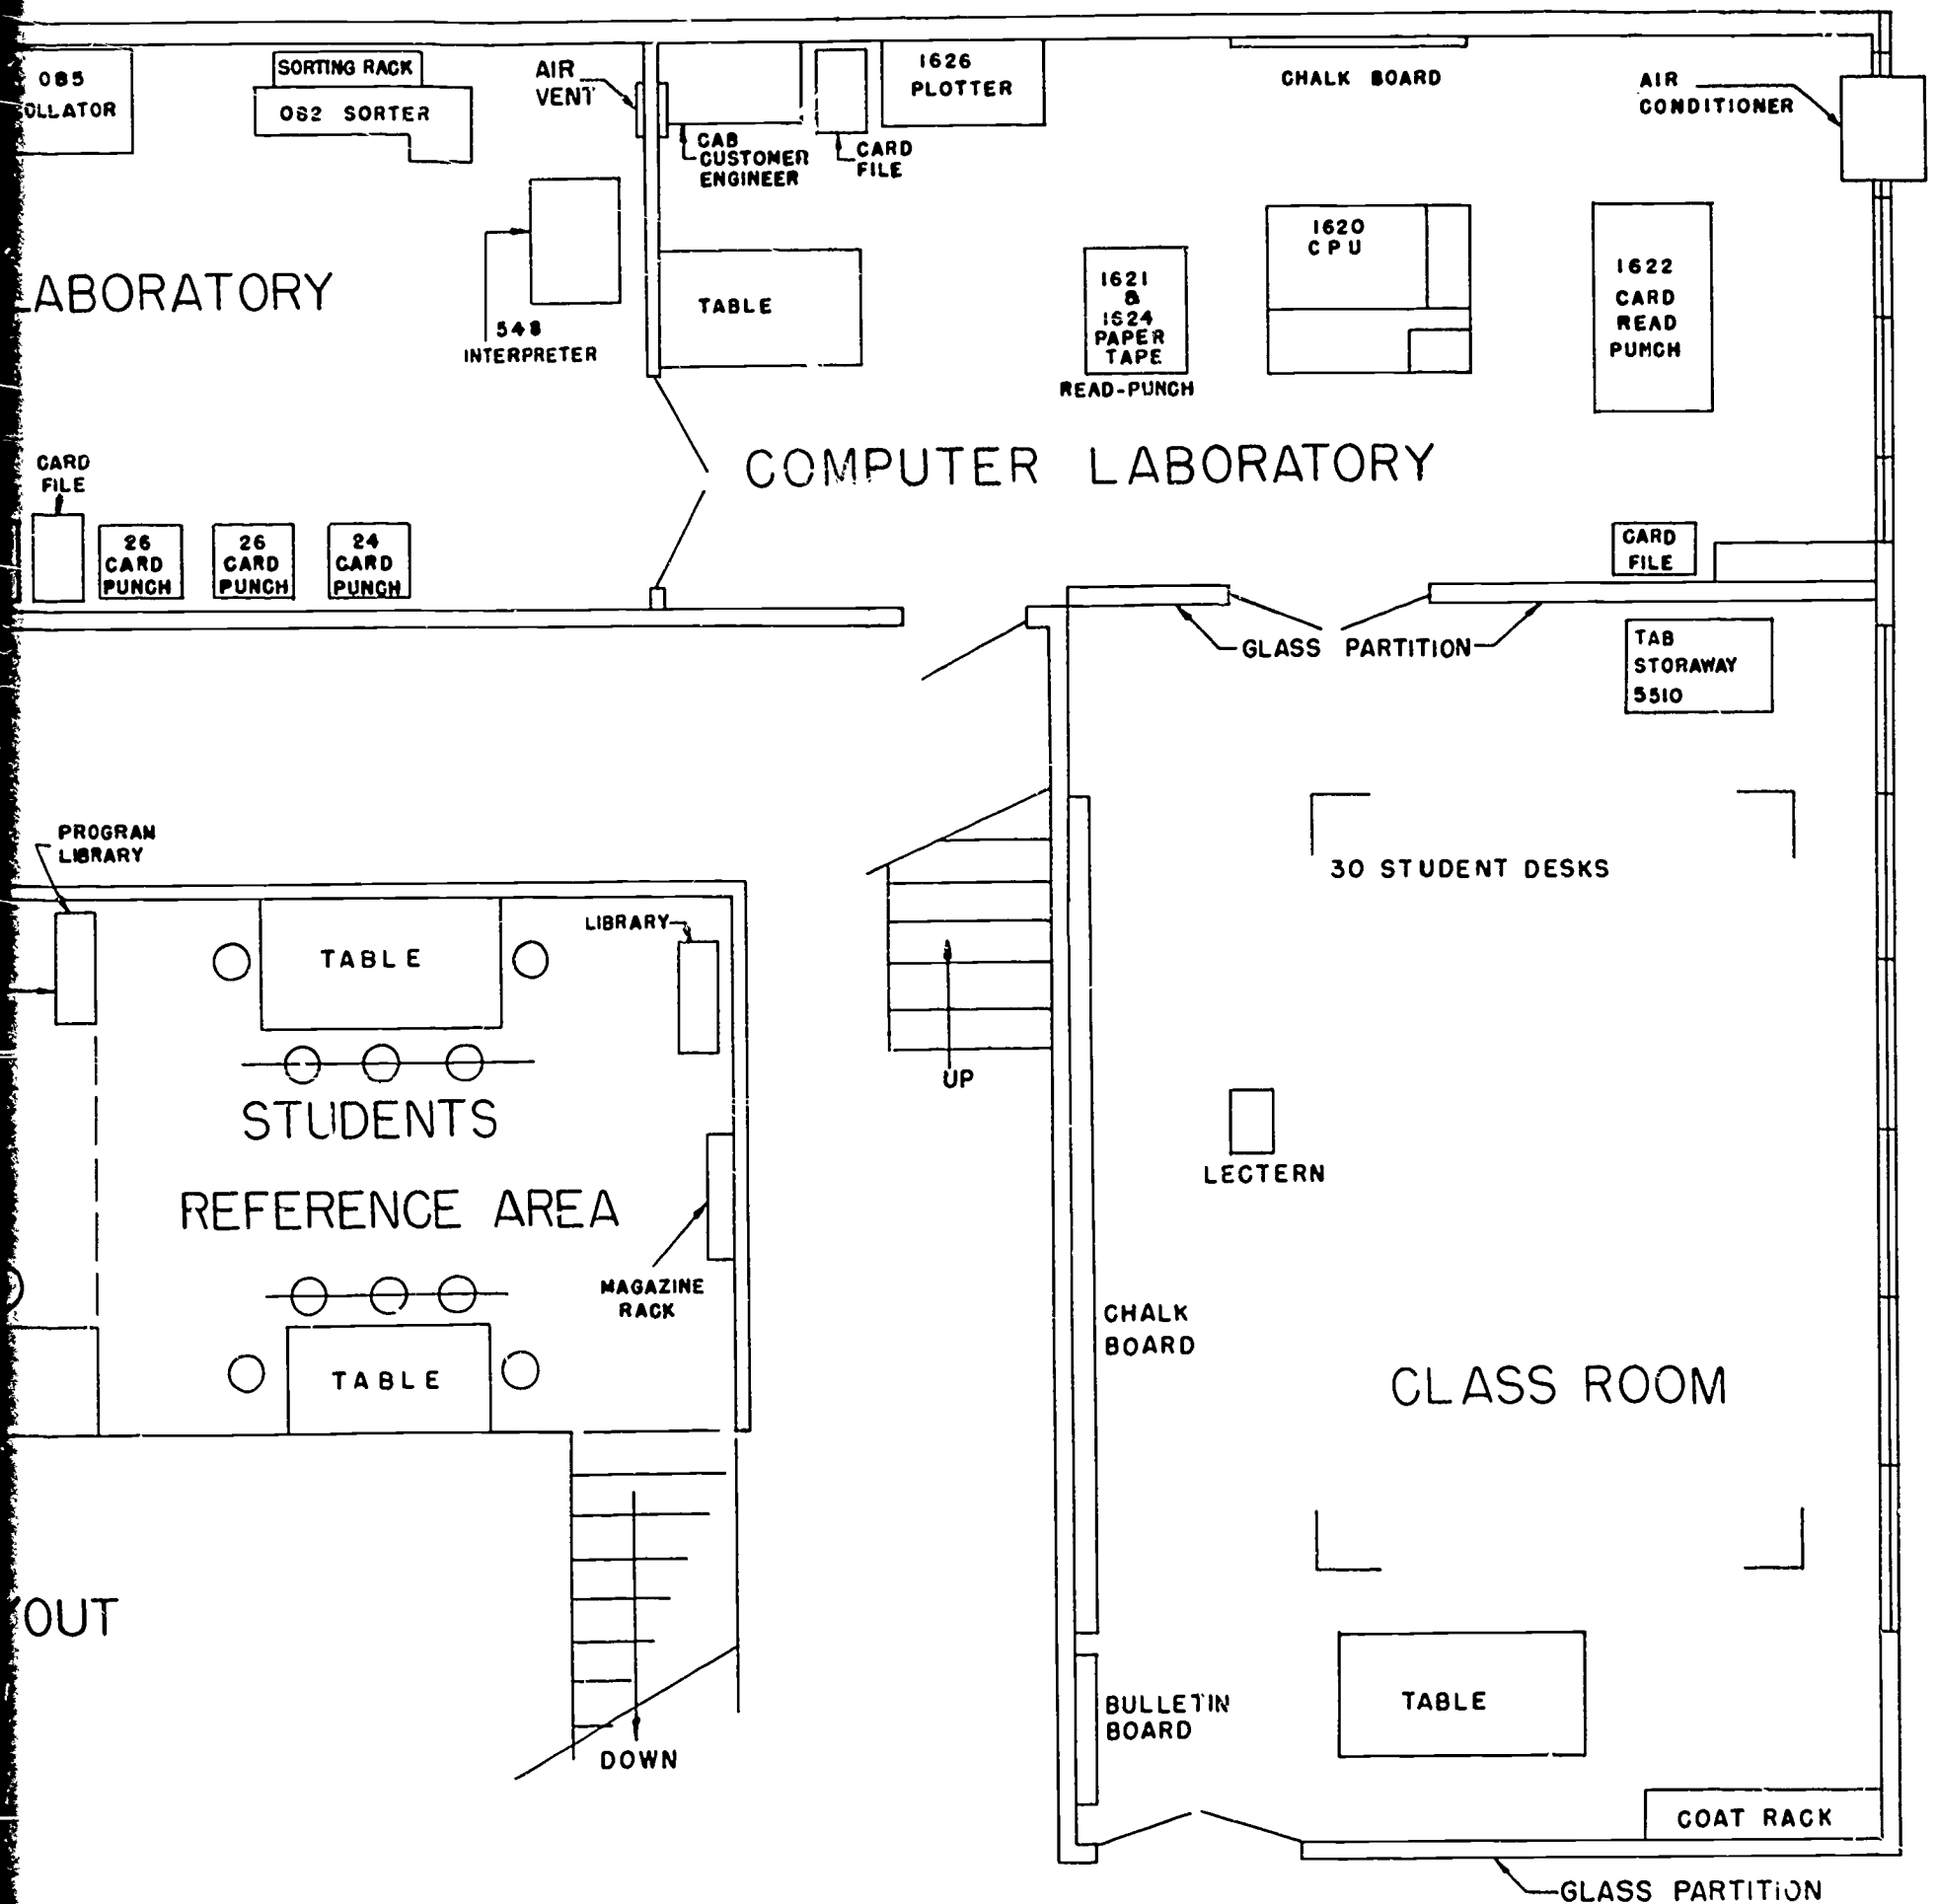 085
OLLATOR
SORTING RACK
082 SORTER
AIR
VENT
CAB
CUSTOMER
ENGINEER
CARD
FILE
1626
PLOTTER
CHALK BOARD
AIR
CONDITIONER
LABORATORY
548
INTERPRETER
TABLE
1621
&
1624
PAPER
TAPE
READ-PUNCH
1620
CPU
1622
CARD
READ
PUNCH
COMPUTER LABORATORY
CARD
FILE
26
CARD
PUNCH
26
CARD
PUNCH
24
CARD
PUNCH
CARD
FILE
GLASS PARTITION
TAB
STORAWAY
5510
PROGRAM
LIBRARY
TABLE
LIBRARY
30 STUDENT DESKS
UP
STUDENTS
REFERENCE AREA
LECTERN
MAGAZINE
RACK
TABLE
CHALK
BOARD
CLASS ROOM
YOUT
DOWN
BULLETIN
BOARD
TABLE
COAT RACK
GLASS PARTITION